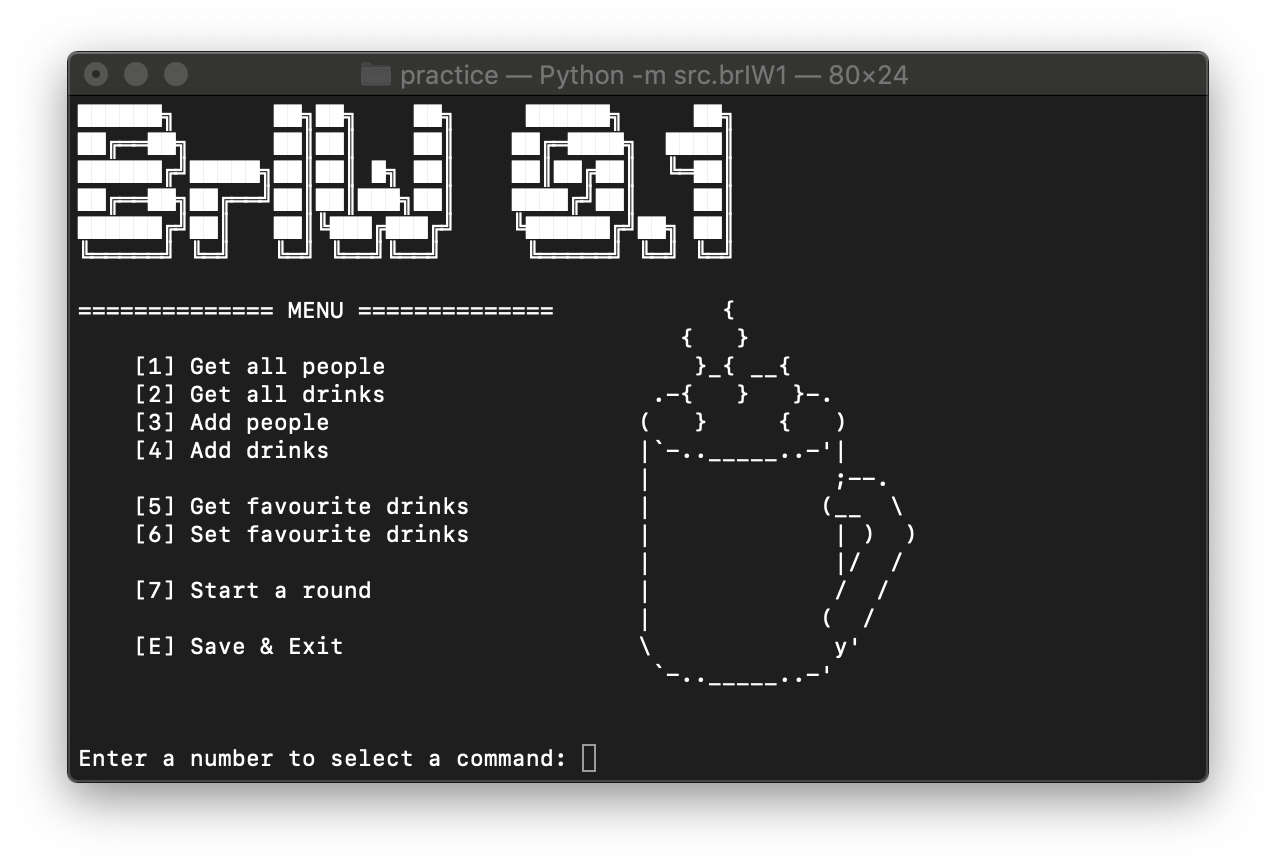 practice — Python -m src.brIW1 — 80×24
BrIW 0.1
============== MENU ==============
[1] Get all people
[2] Get all drinks
[3] Add people
[4] Add drinks
[5] Get favourite drinks
[6] Set favourite drinks
[7] Start a round
[E] Save & Exit
Enter a number to select a command: